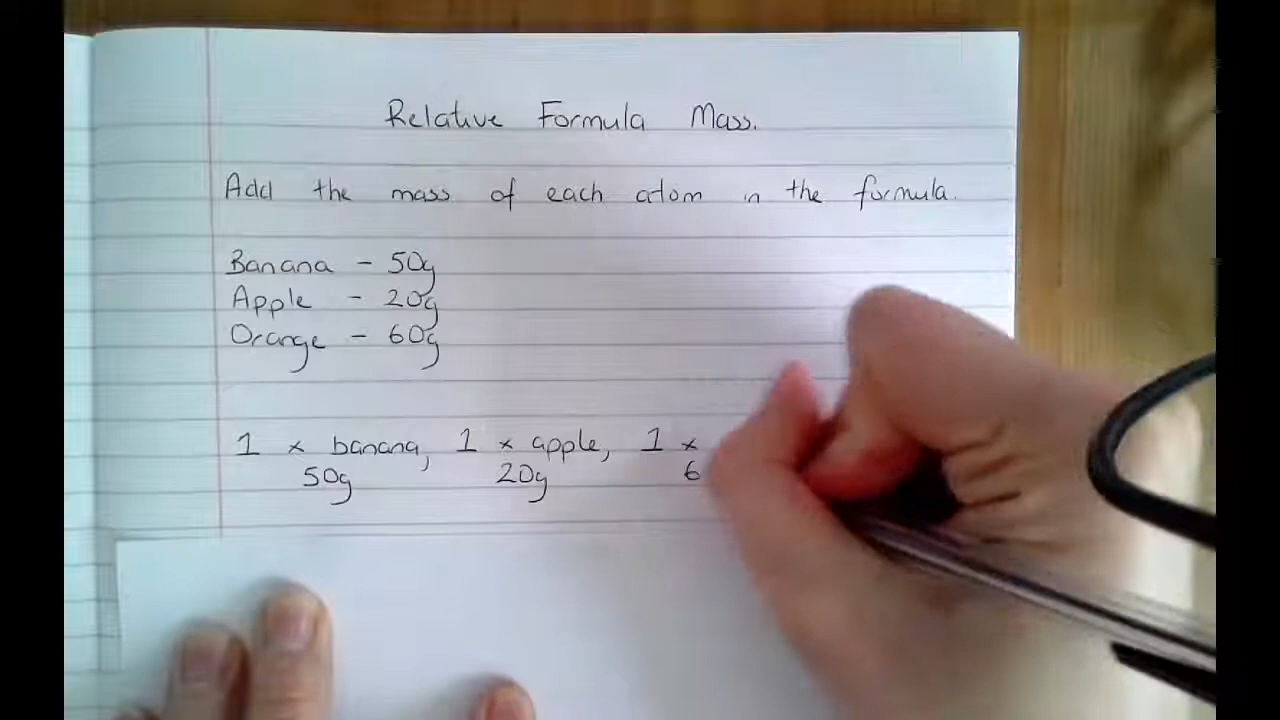 Relative Formula Mass.
Add the mass of each atom in the formula.
Banana - 50g
Apple - 20g
Orange - 60g
1 x banana, 1 x apple, 1 x
50g 20g 6